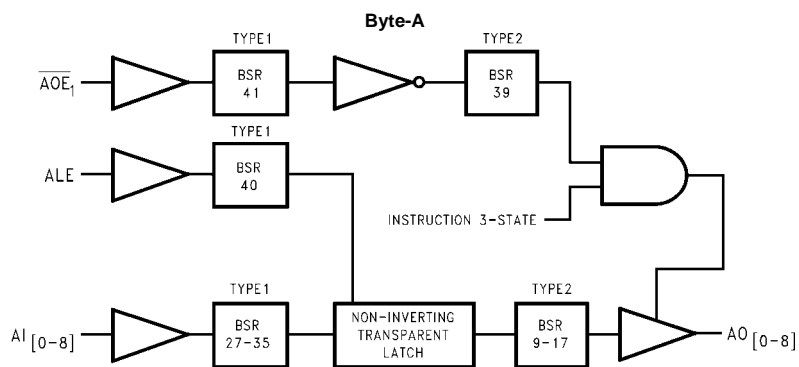 Byte-A
TYPE1
TYPE2
AOE1
BSR
41
BSR
39
TYPE1
ALE
BSR
40
INSTRUCTION 3-STATE
TYPE1
TYPE2
AI[0-8]
BSR
27-35
NON-INVERTING
TRANSPARENT
LATCH
BSR
9-17
AO[0-8]